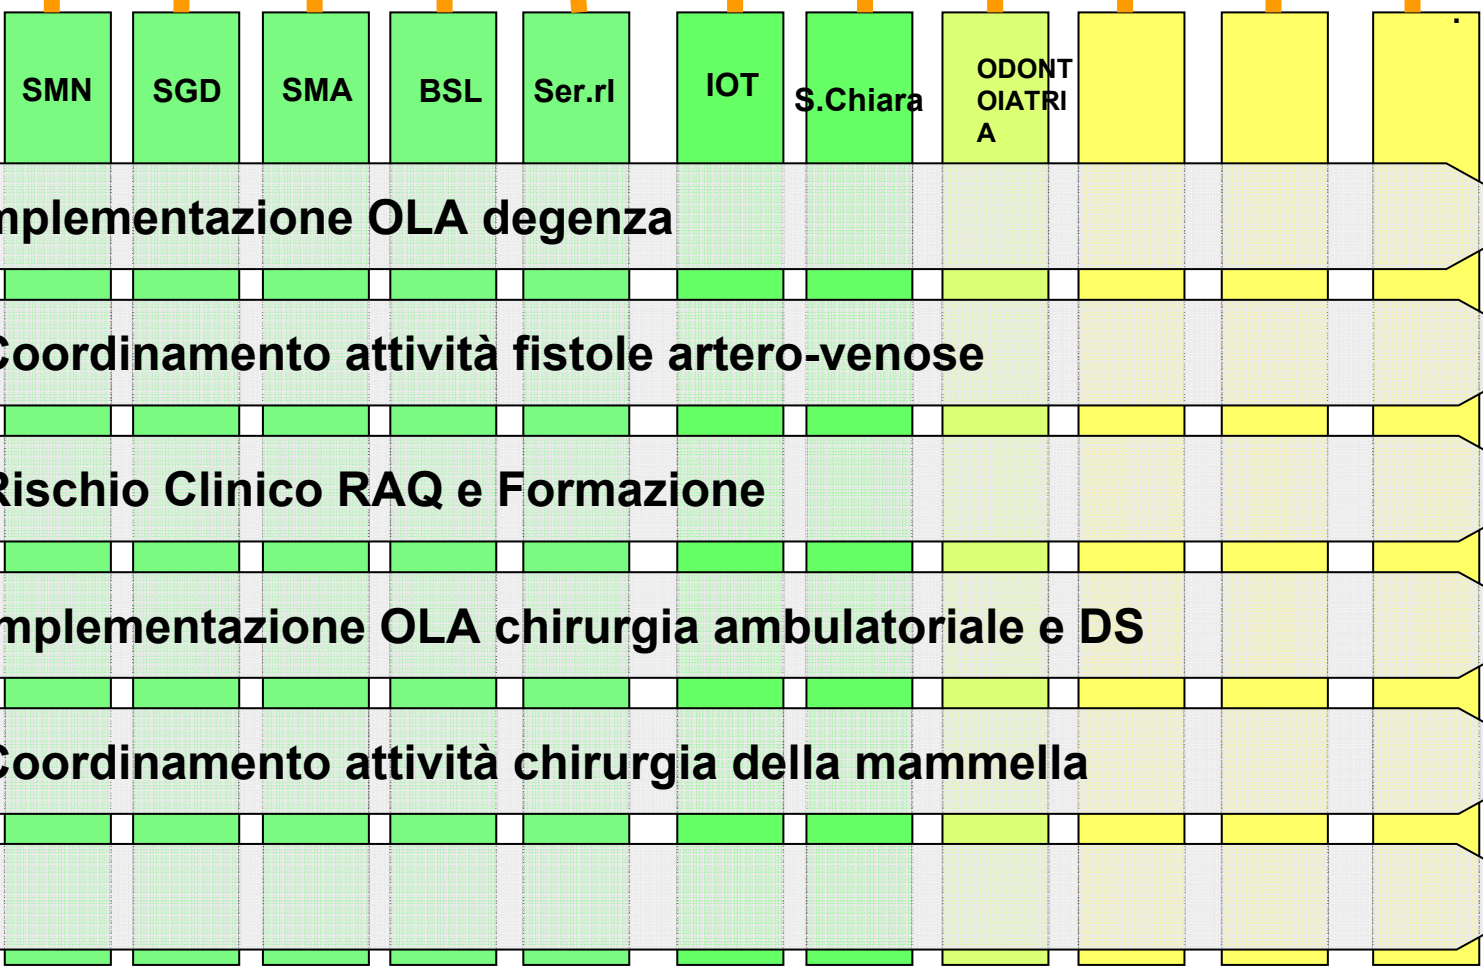 .
SMN SGD SMA BSL Ser.rl IOT S.Chiara ODONT
OIATRI
A
mplementazione OLA degenza
Coordinamento attività fistole artero-venose
Rischio Clinico RAQ e Formazione
mplementazione OLA chirurgia ambulatoriale e DS
Coordinamento attività chirurgia della mammella